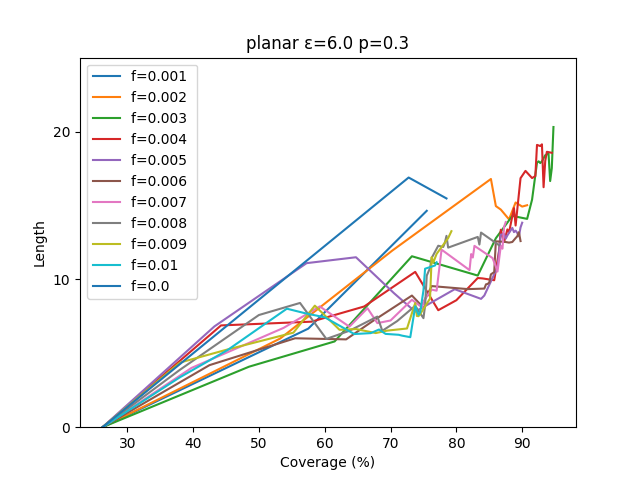 planar ε=6.0 p=0.3
f=0.001
f=0.002
f=0.003
f=0.004
f=0.005
f=0.006
f=0.007
f=0.008
f=0.009
f=0.01
f=0.0
20
10
0
Length
30 40 50 60 70 80 90
Coverage (%)